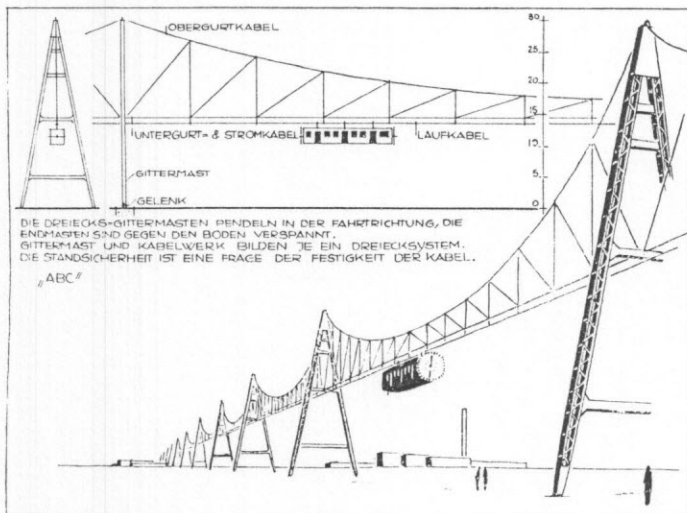 OBERGURTKABEL
UNTERGURT= & STROMKABEL
LAUFKABEL
GITTERMAST
GELENK
30
25
20
15
10
5
0
DIE DREIECKS=GITTERMASTEN PENDELN IN DER FAHRTRICHTUNG, DIE
ENDMASTEN SIND GEGEN DEN BODEN VERSPANNT.
GITTERMAST UND KABELWERK BILDEN JE EIN DREIECKSYSTEM.
DIE STANDSICHERHEIT IST EINE FRAGE DER FESTIGKEIT DER KABEL.
„ABC”